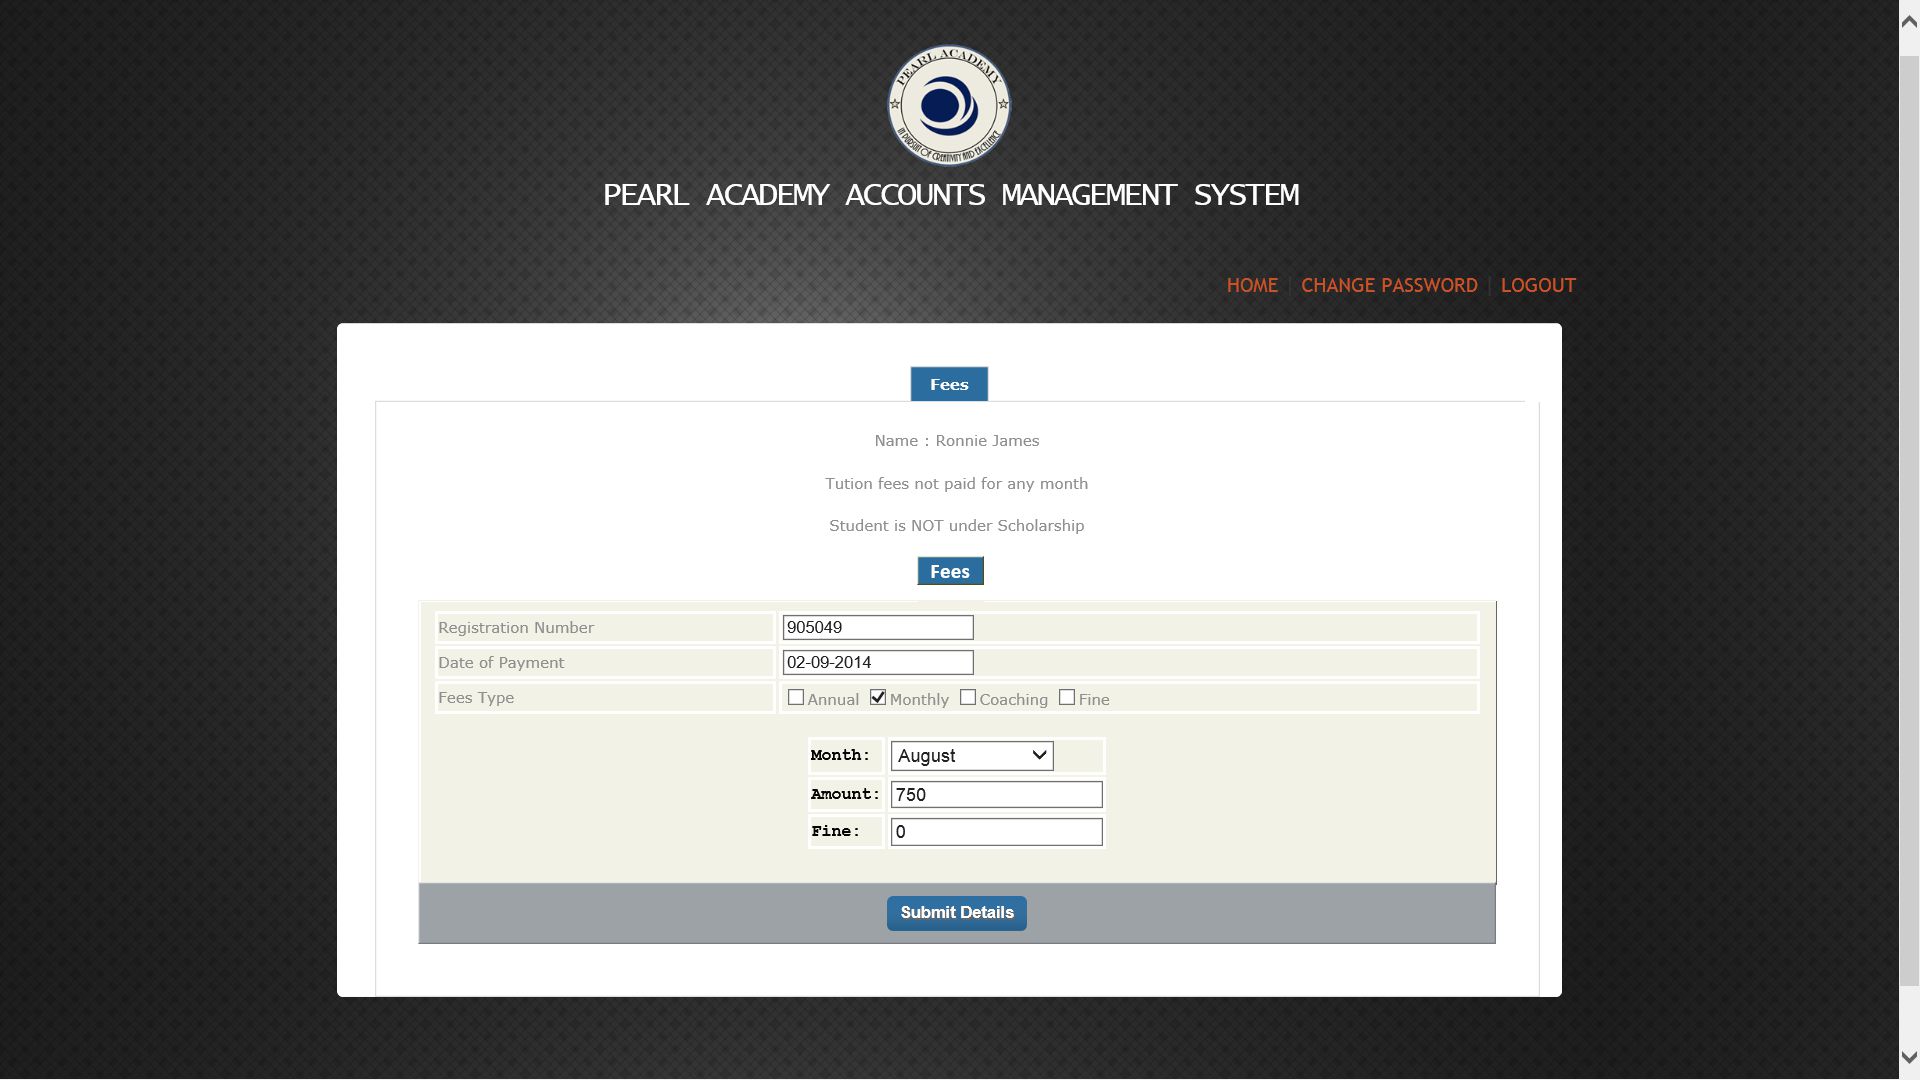 PEARL ACADEMY
IN PURSUIT OF CREATIVITY AND EXCELLENCE
PEARL ACADEMY ACCOUNTS MANAGEMENT SYSTEM
HOME | CHANGE PASSWORD | LOGOUT
Fees
Name : Ronnie James
Tution fees not paid for any month
Student is NOT under Scholarship
Fees
Registration Number 905049
Date of Payment 02-09-2014
Fees Type Annual Monthly Coaching Fine
Month: August
Amount: 750
Fine: 0
Submit Details